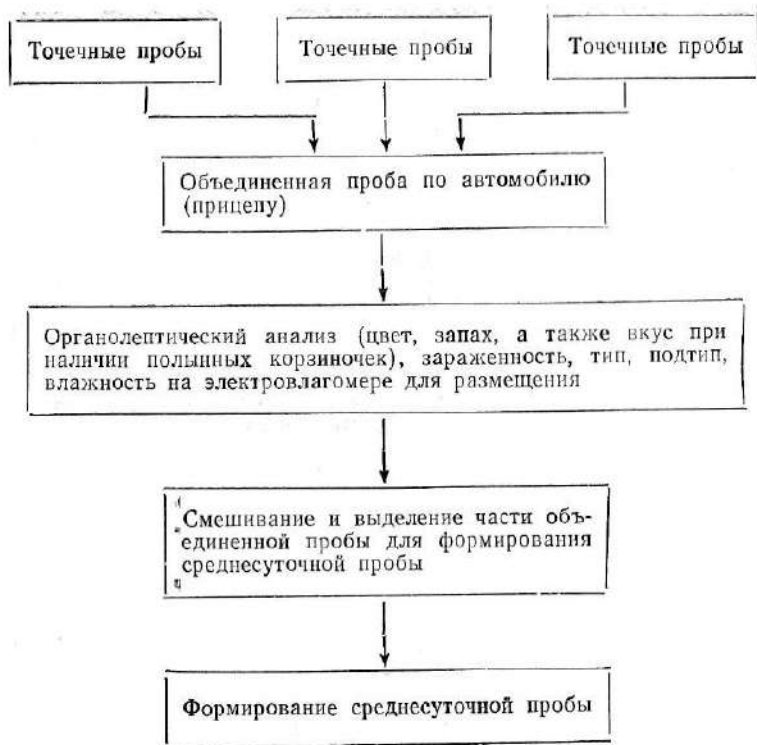 Точечные пробы
Точечные пробы
Точечные пробы
Объединенная проба по автомобилю
(прицепу)
Органолептический анализ (цвет, запах, а также вкус при
наличии полынных корзиночек), зараженность, тип, подтип,
влажность на электровлагомере для размещения
Смешивание и выделение части объ-
единенной пробы для формирования
среднесуточной пробы
Формирование среднесуточной пробы